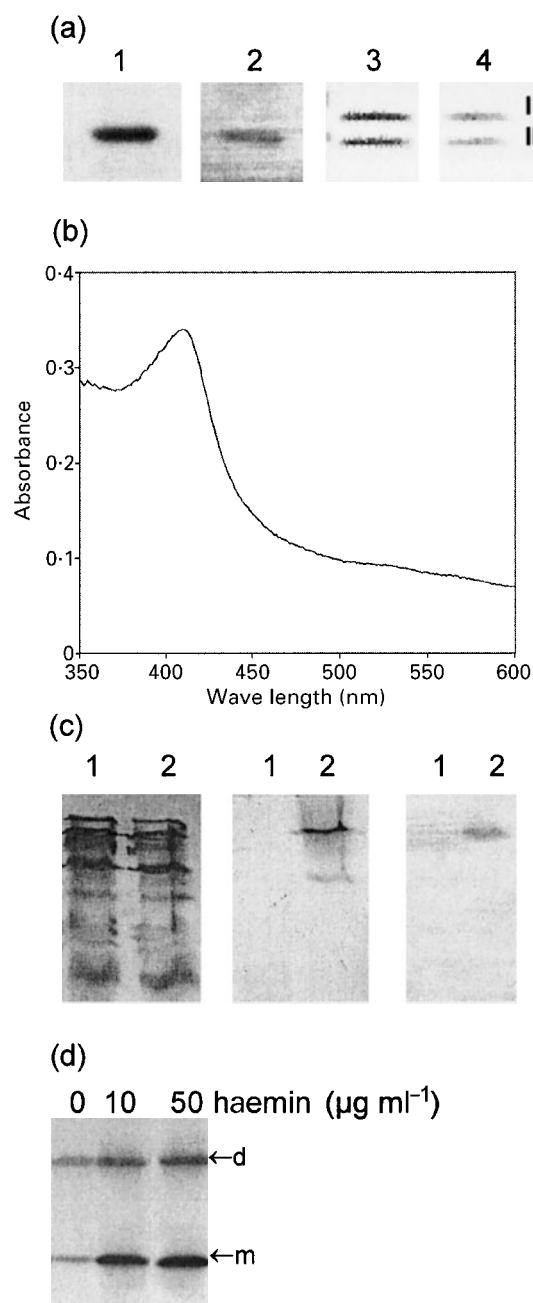 (a)
1 2 3 4
I
II
(b)
0·4
0·3
0·2
0·1
0
Absorbance
350 400 450 500 550 600
Wave length (nm)
(c)
1 2 1 2 1 2
(d)
0 10 50 haemin (µg ml⁻¹)
←d
←m